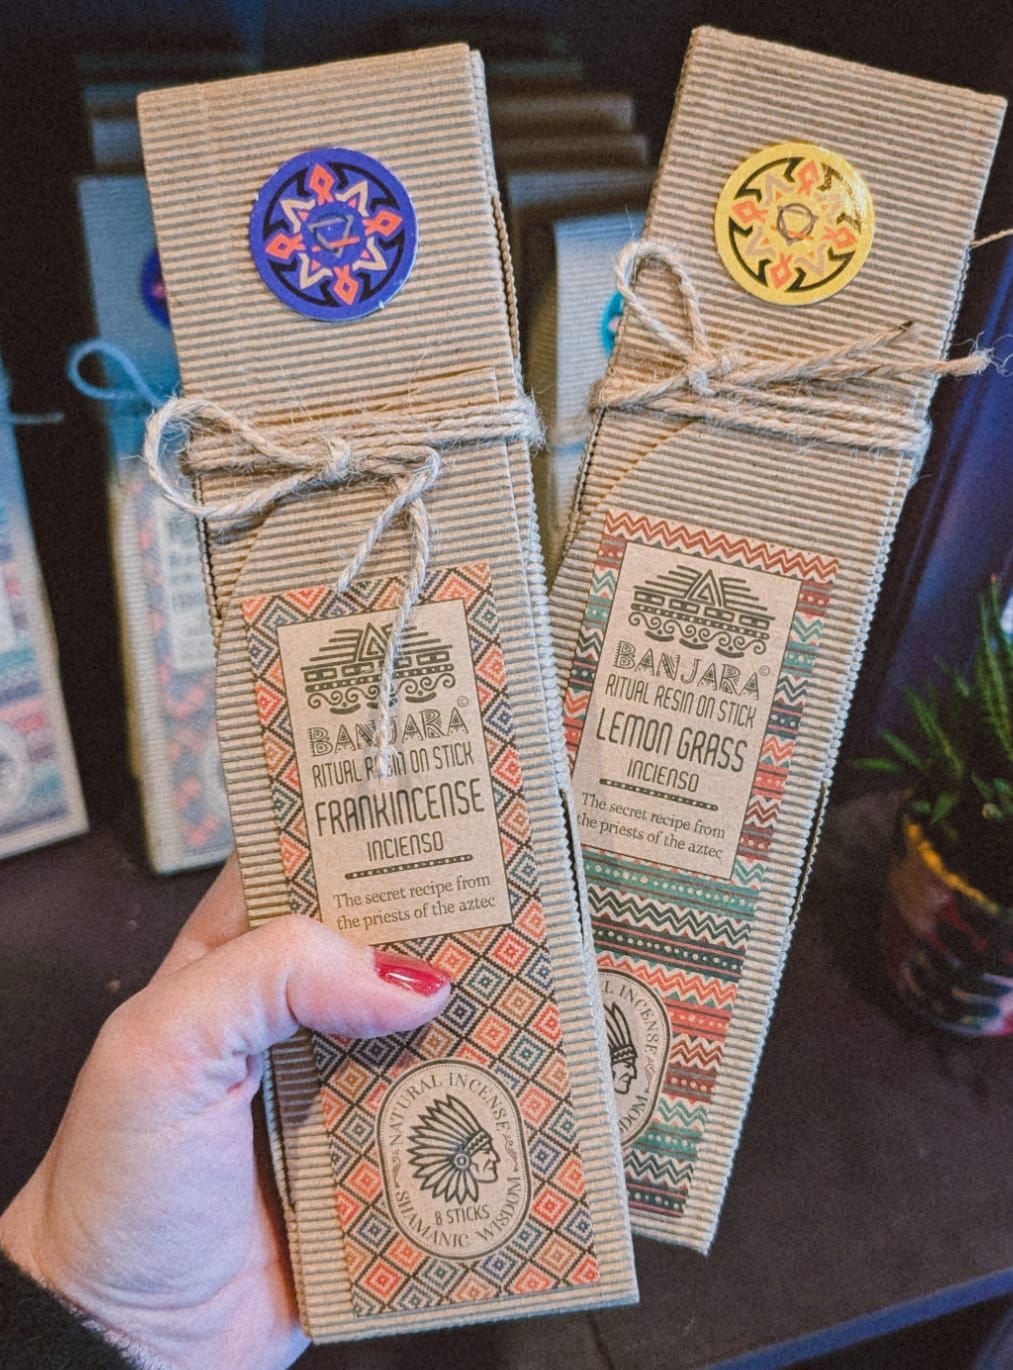 BANJARA©
RITUAL RESIN ON STICK
FRANKINCENSE
INCIENSO
The secret recipe from
the priests of the aztec
NATURAL INCENSE
8 STICKS
SHAMANIC WISDOM
BANJARA©
RITUAL RESIN ON STICK
LEMON GRASS
INCIENSO
The secret recipe from
the priests of the aztec
INCENSE